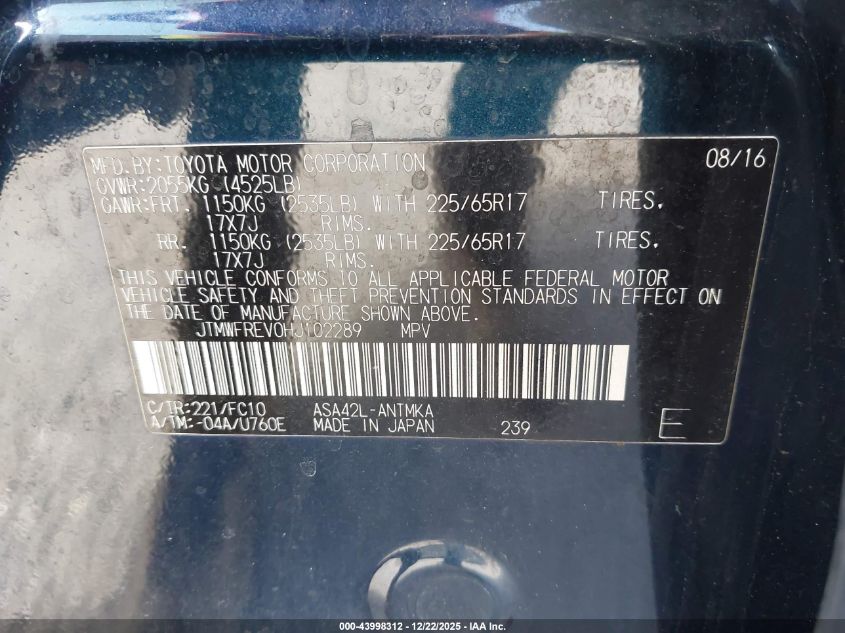 MFD.BY:TOYOTA MOTOR CORPORATION 08/16
GVWR:2055KG (4525LB)
GAWR:FRT. 1150KG (2535LB) WITH 225/65R17 TIRES,
17X7J RIMS.
RR. 1150KG (2535LB) WITH 225/65R17 TIRES,
17X7J RIMS.
THIS VEHICLE CONFORMS TO ALL APPLICABLE FEDERAL MOTOR
VEHICLE SAFETY AND THEFT PREVENTION STANDARDS IN EFFECT ON
THE DATE OF MANUFACTURE SHOWN ABOVE.
JTMWFREV0HJ102289 MPV
C/TR:221/FC10 ASA42L-ANTMKA
A/TM:-04A/U760E MADE IN JAPAN 239 E
000-43998312 - 12/22/2025 - IAA Inc.